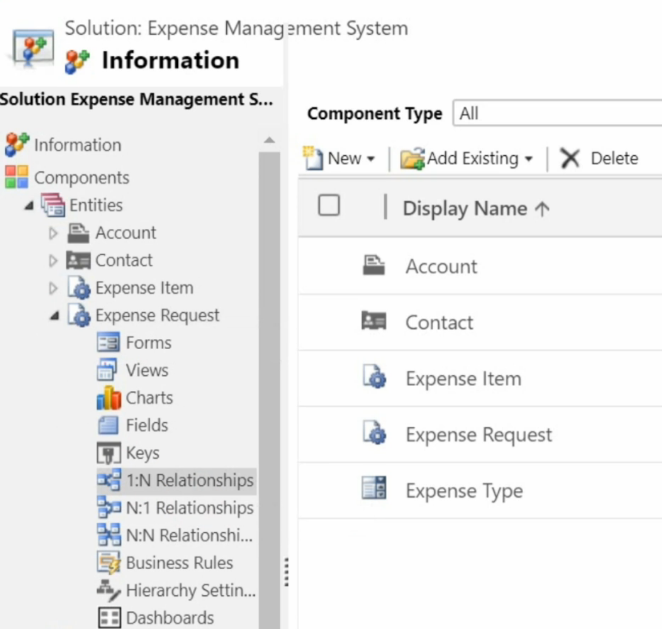 Solution: Expense Management System
Information
Solution Expense Management S...
Information
Components
Entities
Account
Contact
Expense Item
Expense Request
Forms
Views
Charts
Fields
Keys
1:N Relationships
N:1 Relationships
N:N Relationshi...
Business Rules
Hierarchy Settin...
Dashboards
Component Type All
New Add Existing Delete
Display Name ↑
Account
Contact
Expense Item
Expense Request
Expense Type